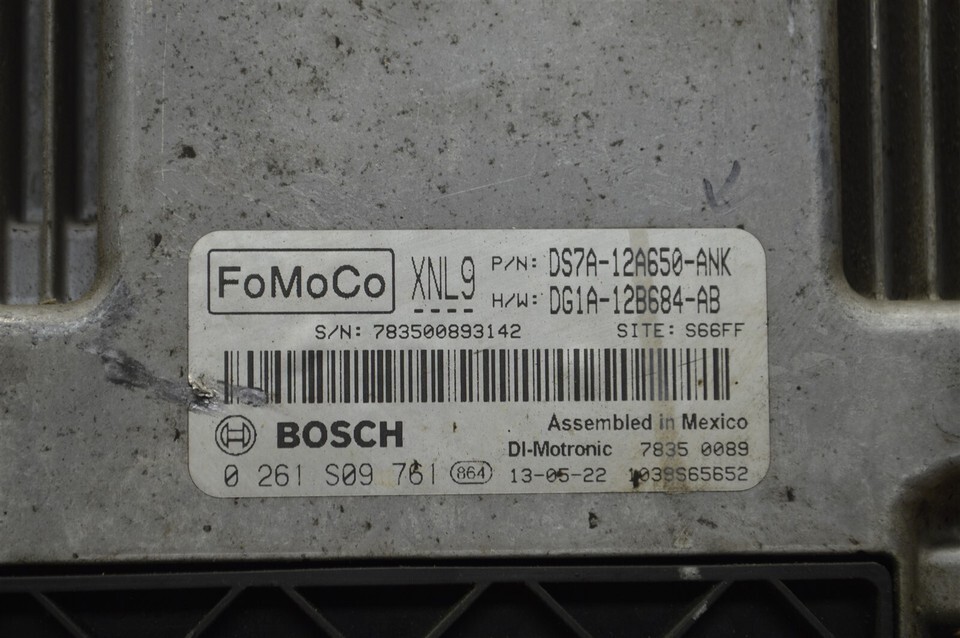 FoMoCo XNL9 P/N: DS7A-12A650-ANK
H/W: DG1A-12B684-AB
S/N: 783500893142 SITE: S66FF
BOSCH Assembled in Mexico
DI-Motronic 7835 0089
0 261 S09 761 864 13-05-22 1039S65652